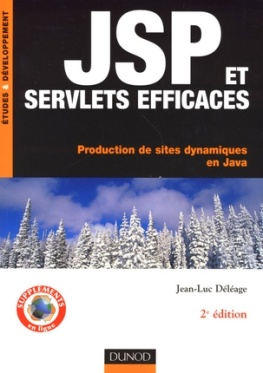 ÉTUDES & DÉVELOPPEMENT
JSP ET
SERVLETS EFFICACES
Production de sites dynamiques
en Java
Jean-Luc Déléage
2e édition
SUPPLÉMENTS
en ligne
DUNOD